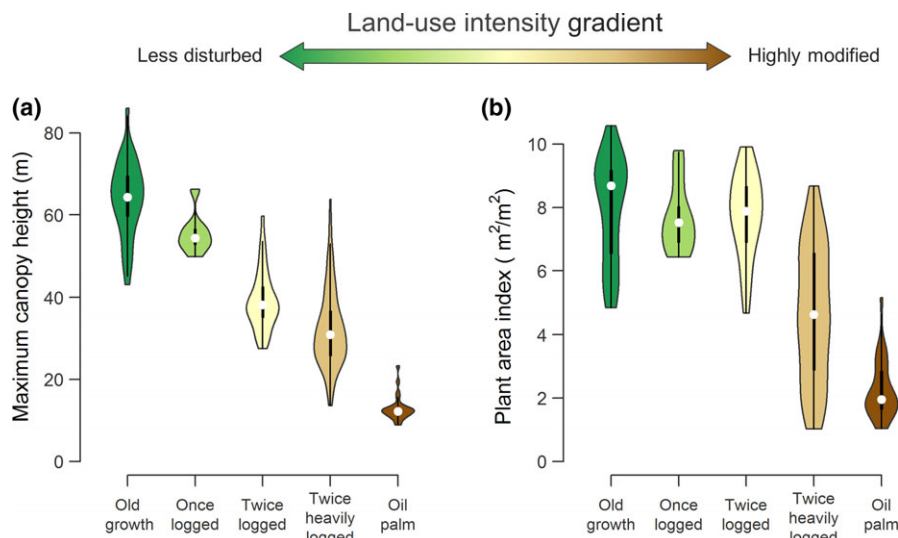 Land-use intensity gradient
Less disturbed
Highly modified
(a)
Maximum canopy height (m)
80
60
40
20
0
Old
growth
Once
logged
Twice
logged
Twice
heavily
logged
Oil
palm
(b)
Plant area index ( m²/m²)
10
8
6
4
2
0
Old
growth
Once
logged
Twice
logged
Twice
heavily
logged
Oil
palm